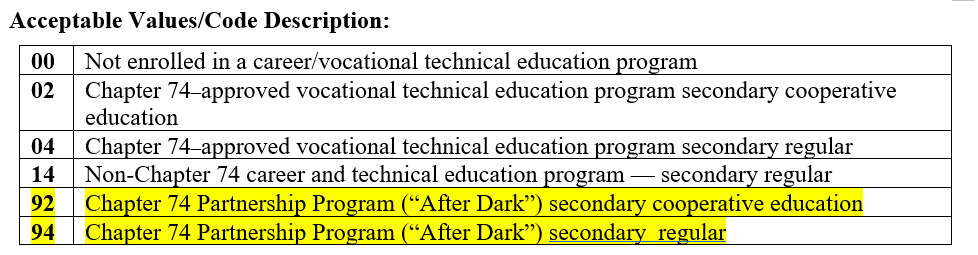 Acceptable Values/Code Description:
00 Not enrolled in a career/vocational technical education program
02 Chapter 74–approved vocational technical education program secondary cooperative
education
04 Chapter 74–approved vocational technical education program secondary regular
14 Non-Chapter 74 career and technical education program — secondary regular
92 Chapter 74 Partnership Program (“After Dark”) secondary cooperative education
94 Chapter 74 Partnership Program (“After Dark”) secondary regular